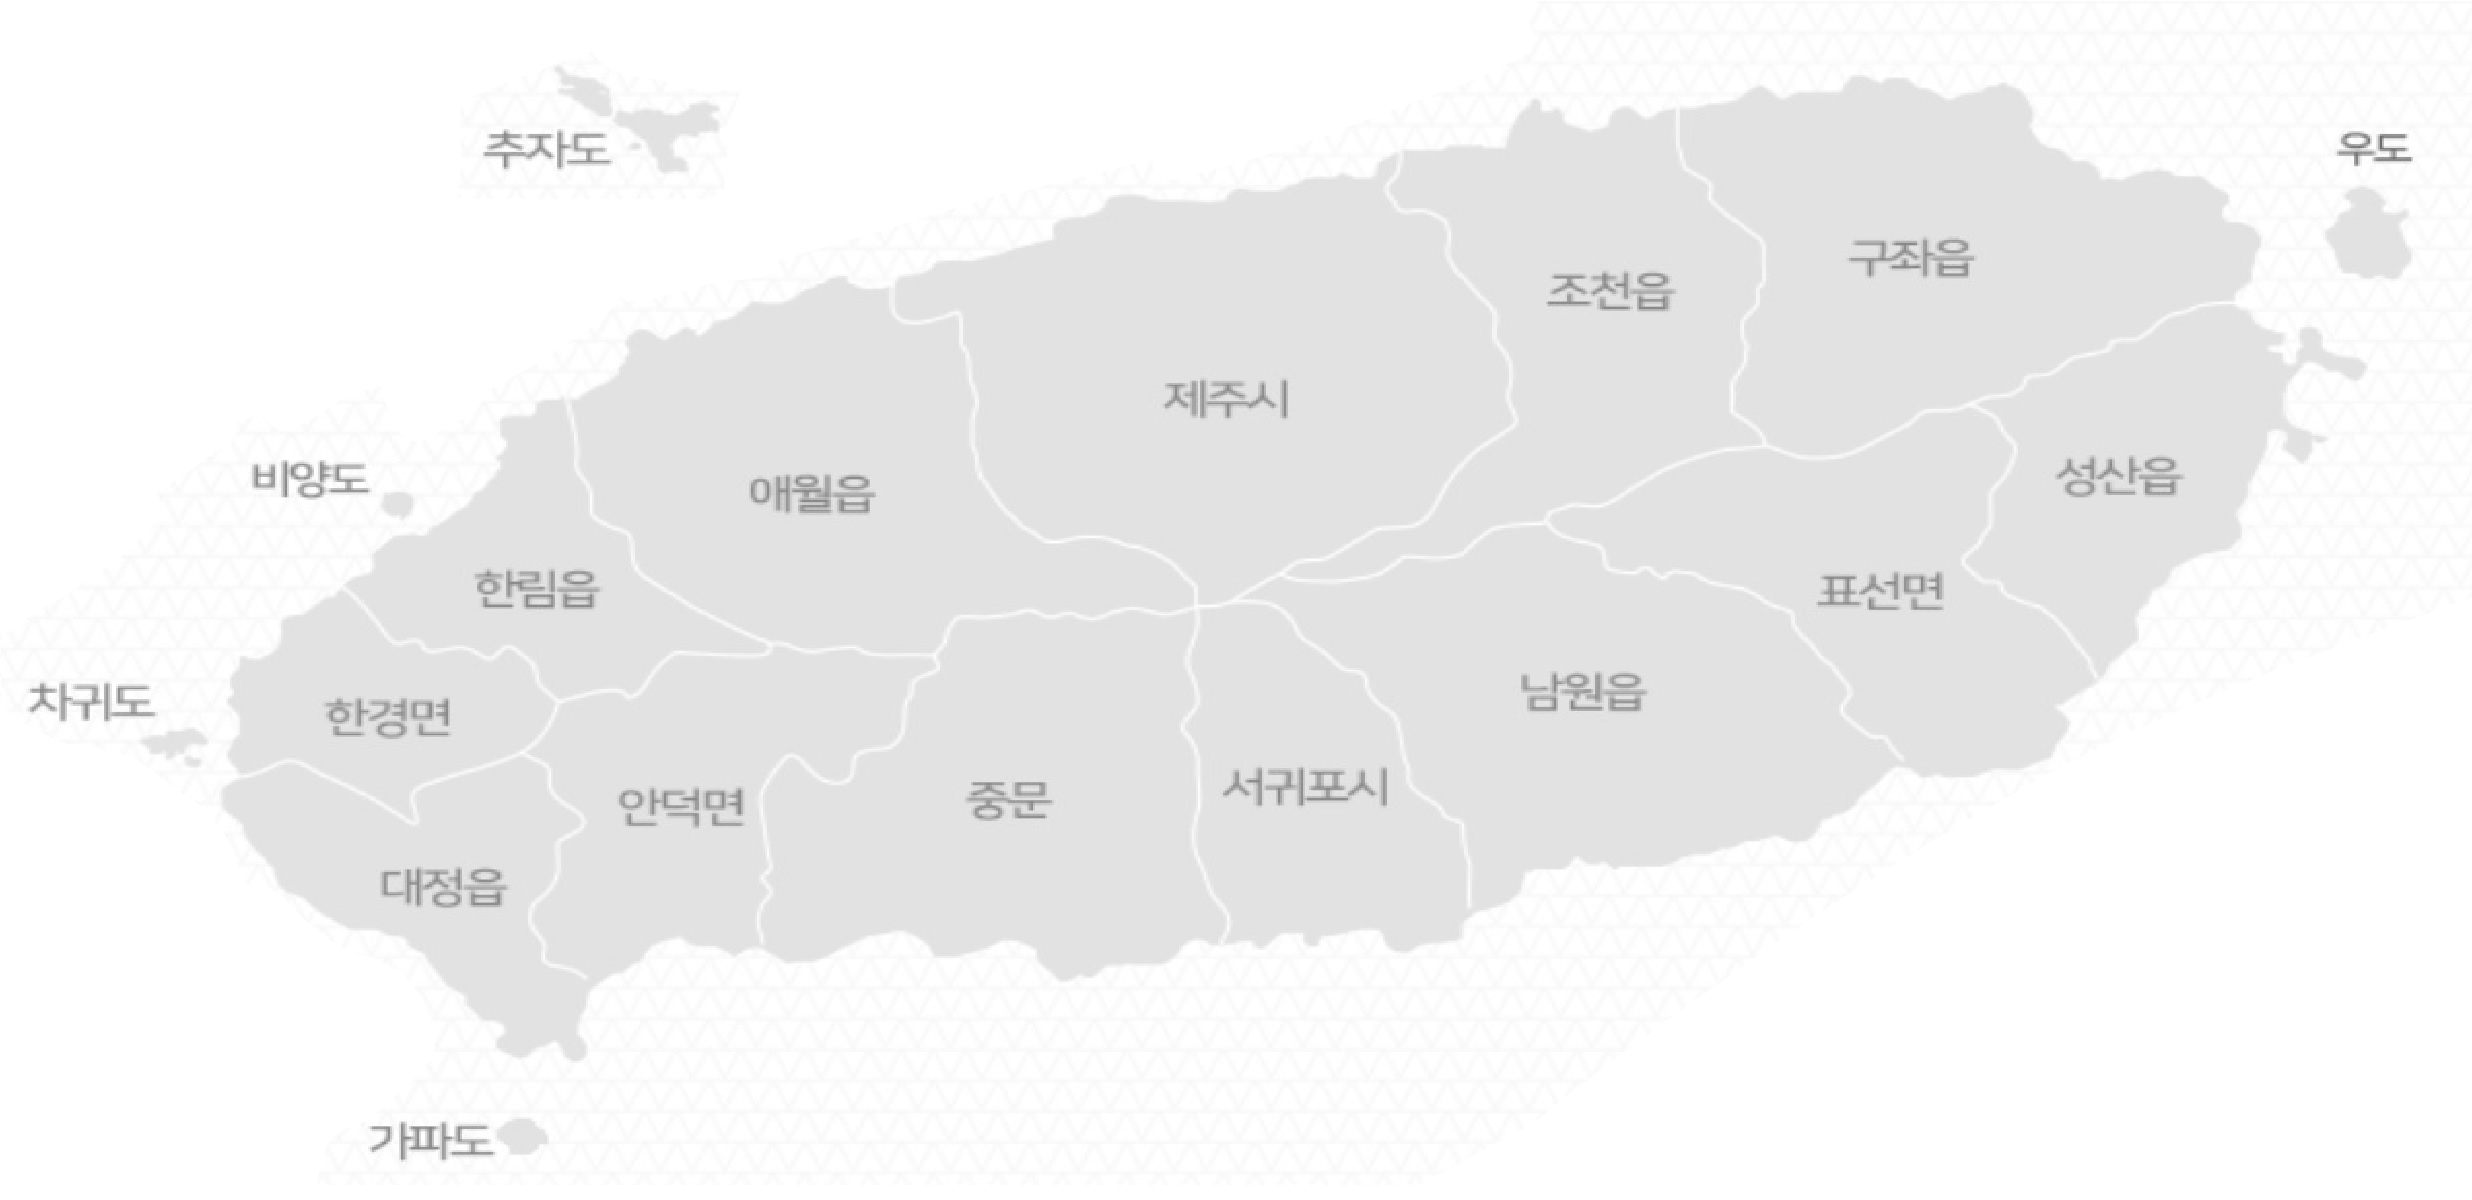 추자도
우도
구좌읍
조천읍
제주시
비양도
애월읍
성산읍
한림읍
표선면
차귀도
한경면
남원읍
안덕면
중문
서귀포시
대정읍
가파도